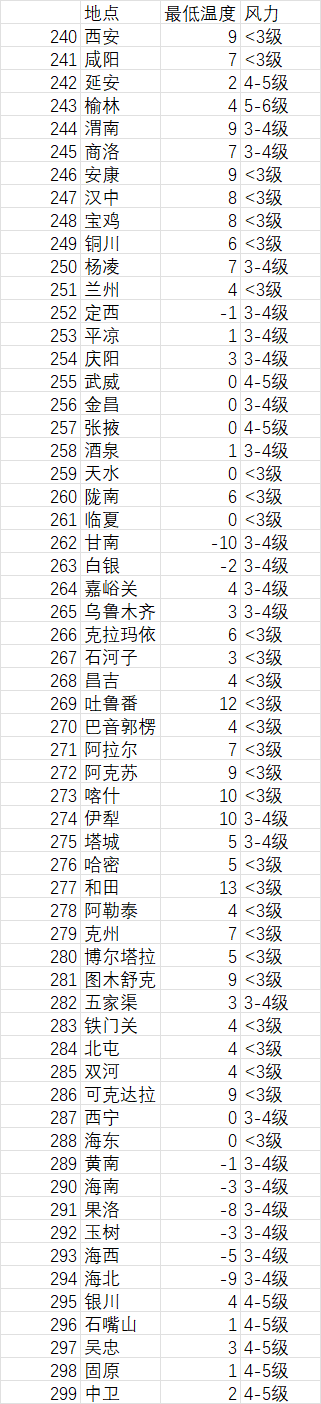 地点 最低温度 风力
240 西安 9 <3级
241 咸阳 7 <3级
242 延安 2 4-5级
243 榆林 4 5-6级
244 渭南 9 3-4级
245 商洛 7 3-4级
246 安康 9 <3级
247 汉中 8 <3级
248 宝鸡 8 <3级
249 铜川 6 <3级
250 杨凌 7 3-4级
251 兰州 4 <3级
252 定西 -1 3-4级
253 平凉 1 3-4级
254 庆阳 3 3-4级
255 武威 0 4-5级
256 金昌 0 3-4级
257 张掖 0 4-5级
258 酒泉 1 3-4级
259 天水 0 <3级
260 陇南 6 <3级
261 临夏 0 <3级
262 甘南 -10 3-4级
263 白银 -2 3-4级
264 嘉峪关 4 3-4级
265 乌鲁木齐 3 3-4级
266 克拉玛依 6 <3级
267 石河子 3 <3级
268 昌吉 4 <3级
269 吐鲁番 12 <3级
270 巴音郭楞 4 <3级
271 阿拉尔 7 <3级
272 阿克苏 9 <3级
273 喀什 10 <3级
274 伊犁 10 3-4级
275 塔城 5 3-4级
276 哈密 5 <3级
277 和田 13 <3级
278 阿勒泰 4 <3级
279 克州 7 <3级
280 博尔塔拉 5 <3级
281 图木舒克 9 <3级
282 五家渠 3 3-4级
283 铁门关 4 <3级
284 北屯 4 <3级
285 双河 4 <3级
286 可克达拉 9 <3级
287 西宁 0 3-4级
288 海东 0 <3级
289 黄南 -1 3-4级
290 海南 -3 3-4级
291 果洛 -8 3-4级
292 玉树 -3 3-4级
293 海西 -5 3-4级
294 海北 -9 3-4级
295 银川 4 4-5级
296 石嘴山 1 4-5级
297 吴忠 3 4-5级
298 固原 1 4-5级
299 中卫 2 4-5级